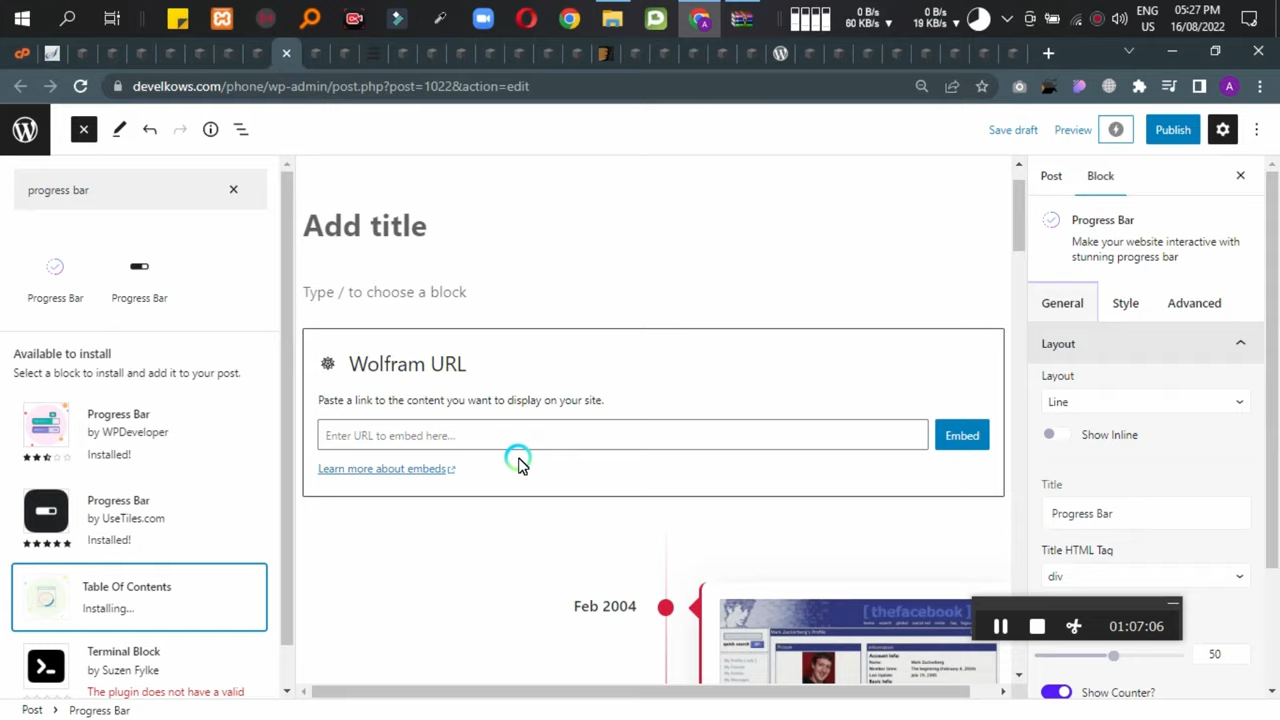 60 KB/s
9 KB/s
19 KB/s
ENG
US
05:27 PM
16/08/2022
develkows.com/phone/wp-admin/post.php?post=1022&action=edit
A
Save draft
Preview
Publish
progress bar
Progress Bar
Progress Bar
Available to install
Select a block to install and add it to your post.
Progress Bar
by WPDeveloper
Installed!
Progress Bar
by UseTiles.com
Installed!
Table Of Contents
Installing...
Terminal Block
by Suzen Fylke
The plugin does not have a valid
Add title
Type / to choose a block
Wolfram URL
Paste a link to the content you want to display on your site.
Enter URL to embed here...
Embed
Learn more about embeds
Feb 2004
[ thefacebook ]
Post
Block
Progress Bar
Make your website interactive with
stunning progress bar
General
Style
Advanced
Layout
Layout
Line
Show Inline
Title
Progress Bar
Title HTML Taq
div
01:07:06
50
Show Counter?
Post
Progress Bar